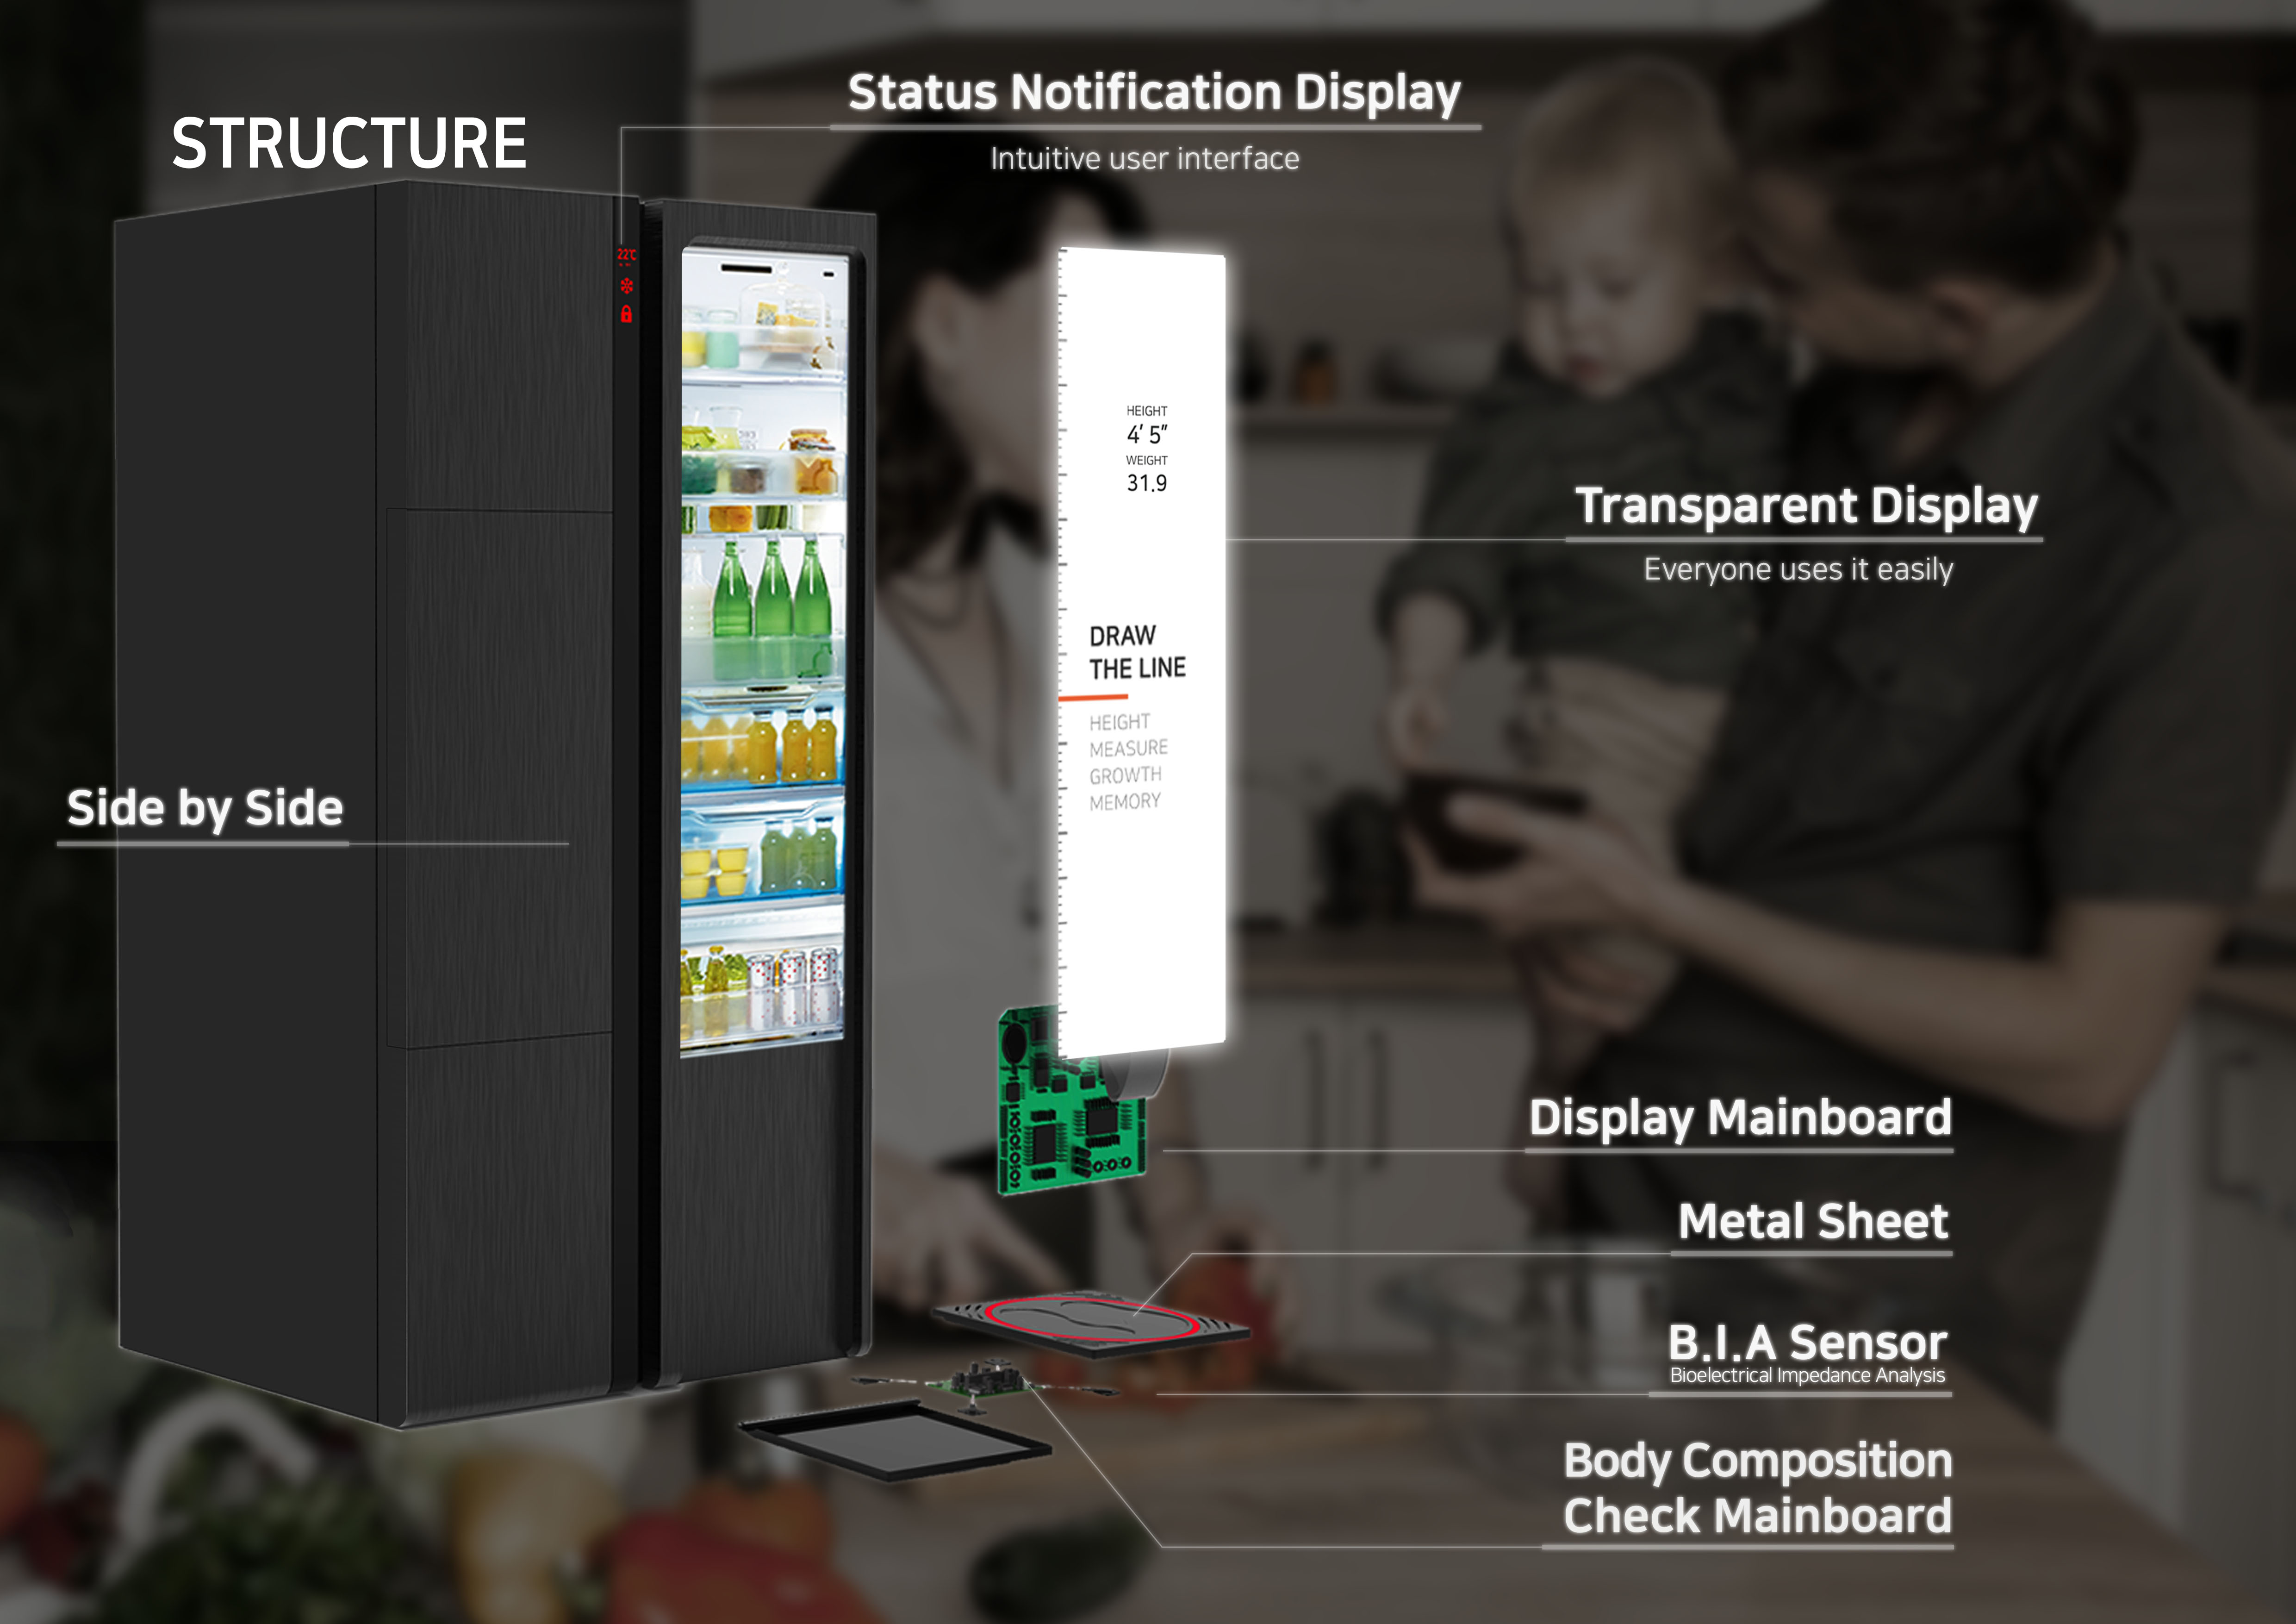 STRUCTURE
Status Notification Display
Intuitive user interface
22℃
HEIGHT
4' 5"
WEIGHT
31.9
Transparent Display
Everyone uses it easily
DRAW
THE LINE
HEIGHT
MEASURE
GROWTH
MEMORY
Side by Side
Display Mainboard
Metal Sheet
B.I.A Sensor
Bioelectrical Impedance Analysis
Body Composition
Check Mainboard